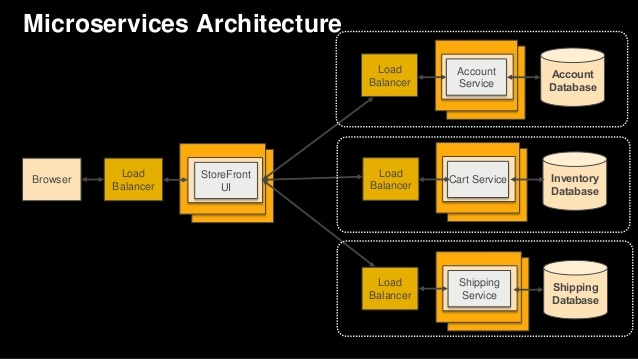 Microservices Architecture
Load
Balancer
Account
Service
Account
Database
Browser
Load
Balancer
StoreFront
UI
Load
Balancer
Cart Service
Inventory
Database
Load
Balancer
Shipping
Service
Shipping
Database